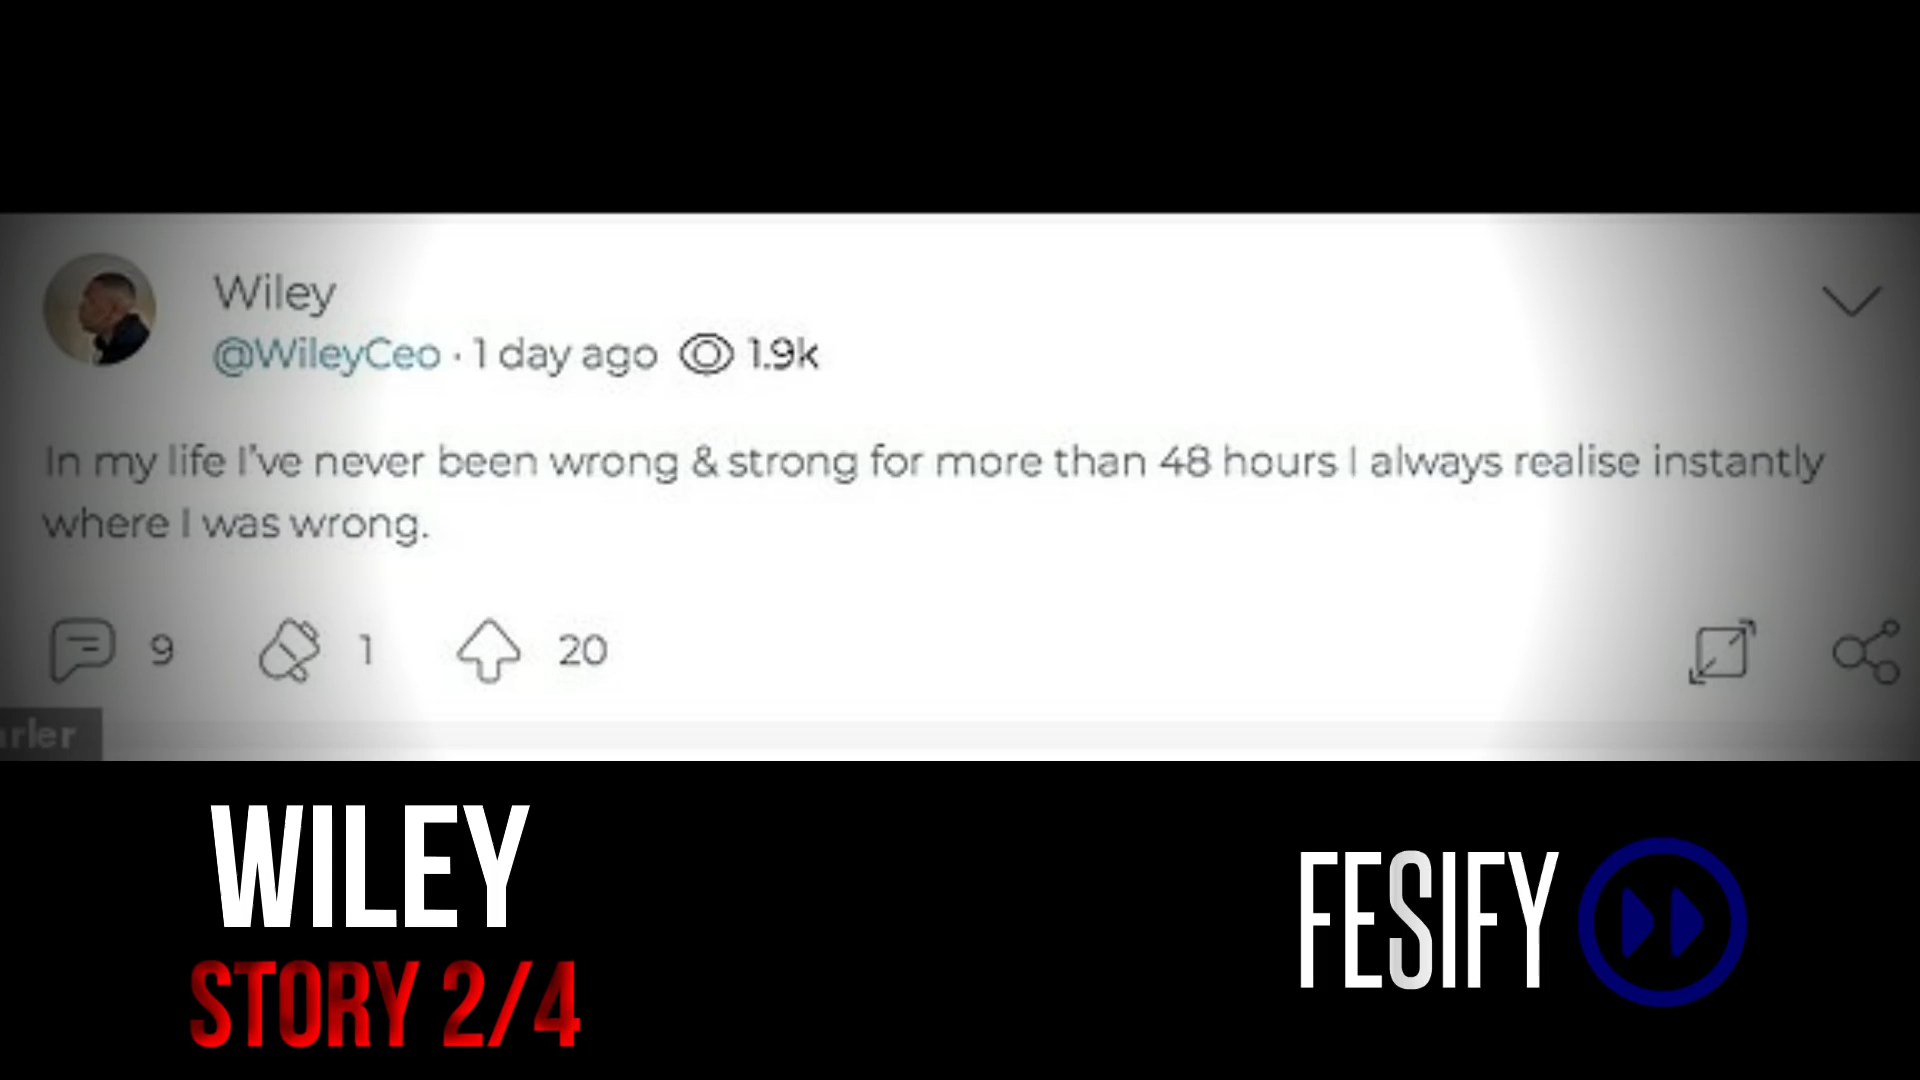 Wiley
@WileyCeo · 1 day ago 1.9k
In my life I've never been wrong & strong for more than 48 hours I always realise instantly
where I was wrong.
9 1 20
arler
WILEY
STORY 2/4
FESIFY